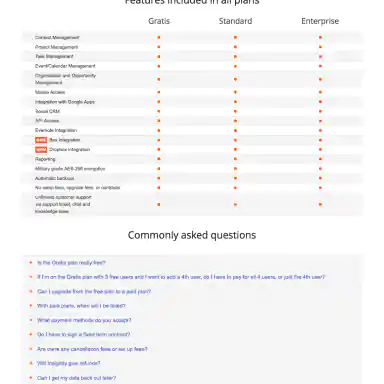 Features included in all plans
Gratis Standard Enterprise
Contact Management
Project Management
Task Management
Event/Calendar Management
Organisation and Opportunity
Management
Mobile Access
Integration with Google Apps
Social CRM
API Access
Evernote Integration
Box Integration
Dropbox Integration
Reporting
Military grade AES-256 encryption
Automatic backups
No setup fees, upgrade fees, or contracts
Unlimited customer support
via support ticket, chat and
knowledge base
Commonly asked questions
Is the Gratis plan really free?
If I'm on the Gratis plan with 3 free users and I want to add a 4th user, do I have to pay for all 4 users, or just the 4th user?
Can I upgrade from the free plan to a paid plan?
With paid plans, when will I be billed?
What payment methods do you accept?
Do I have to sign a fixed term contract?
Are there any cancellation fees or set up fees?
Will Insightly give refunds?
Can I get my data back out later?